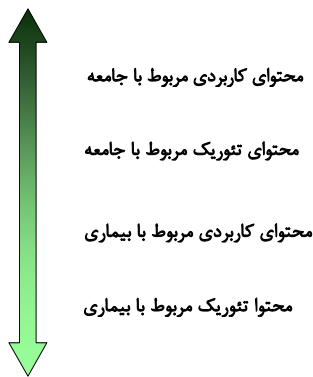 محتوای کاربردی مربوط با جامعه
محتوای تئوریک مربوط با جامعه
محتوای کاربردی مربوط با بیماری
محتوا تئوریک مربوط با بیماری